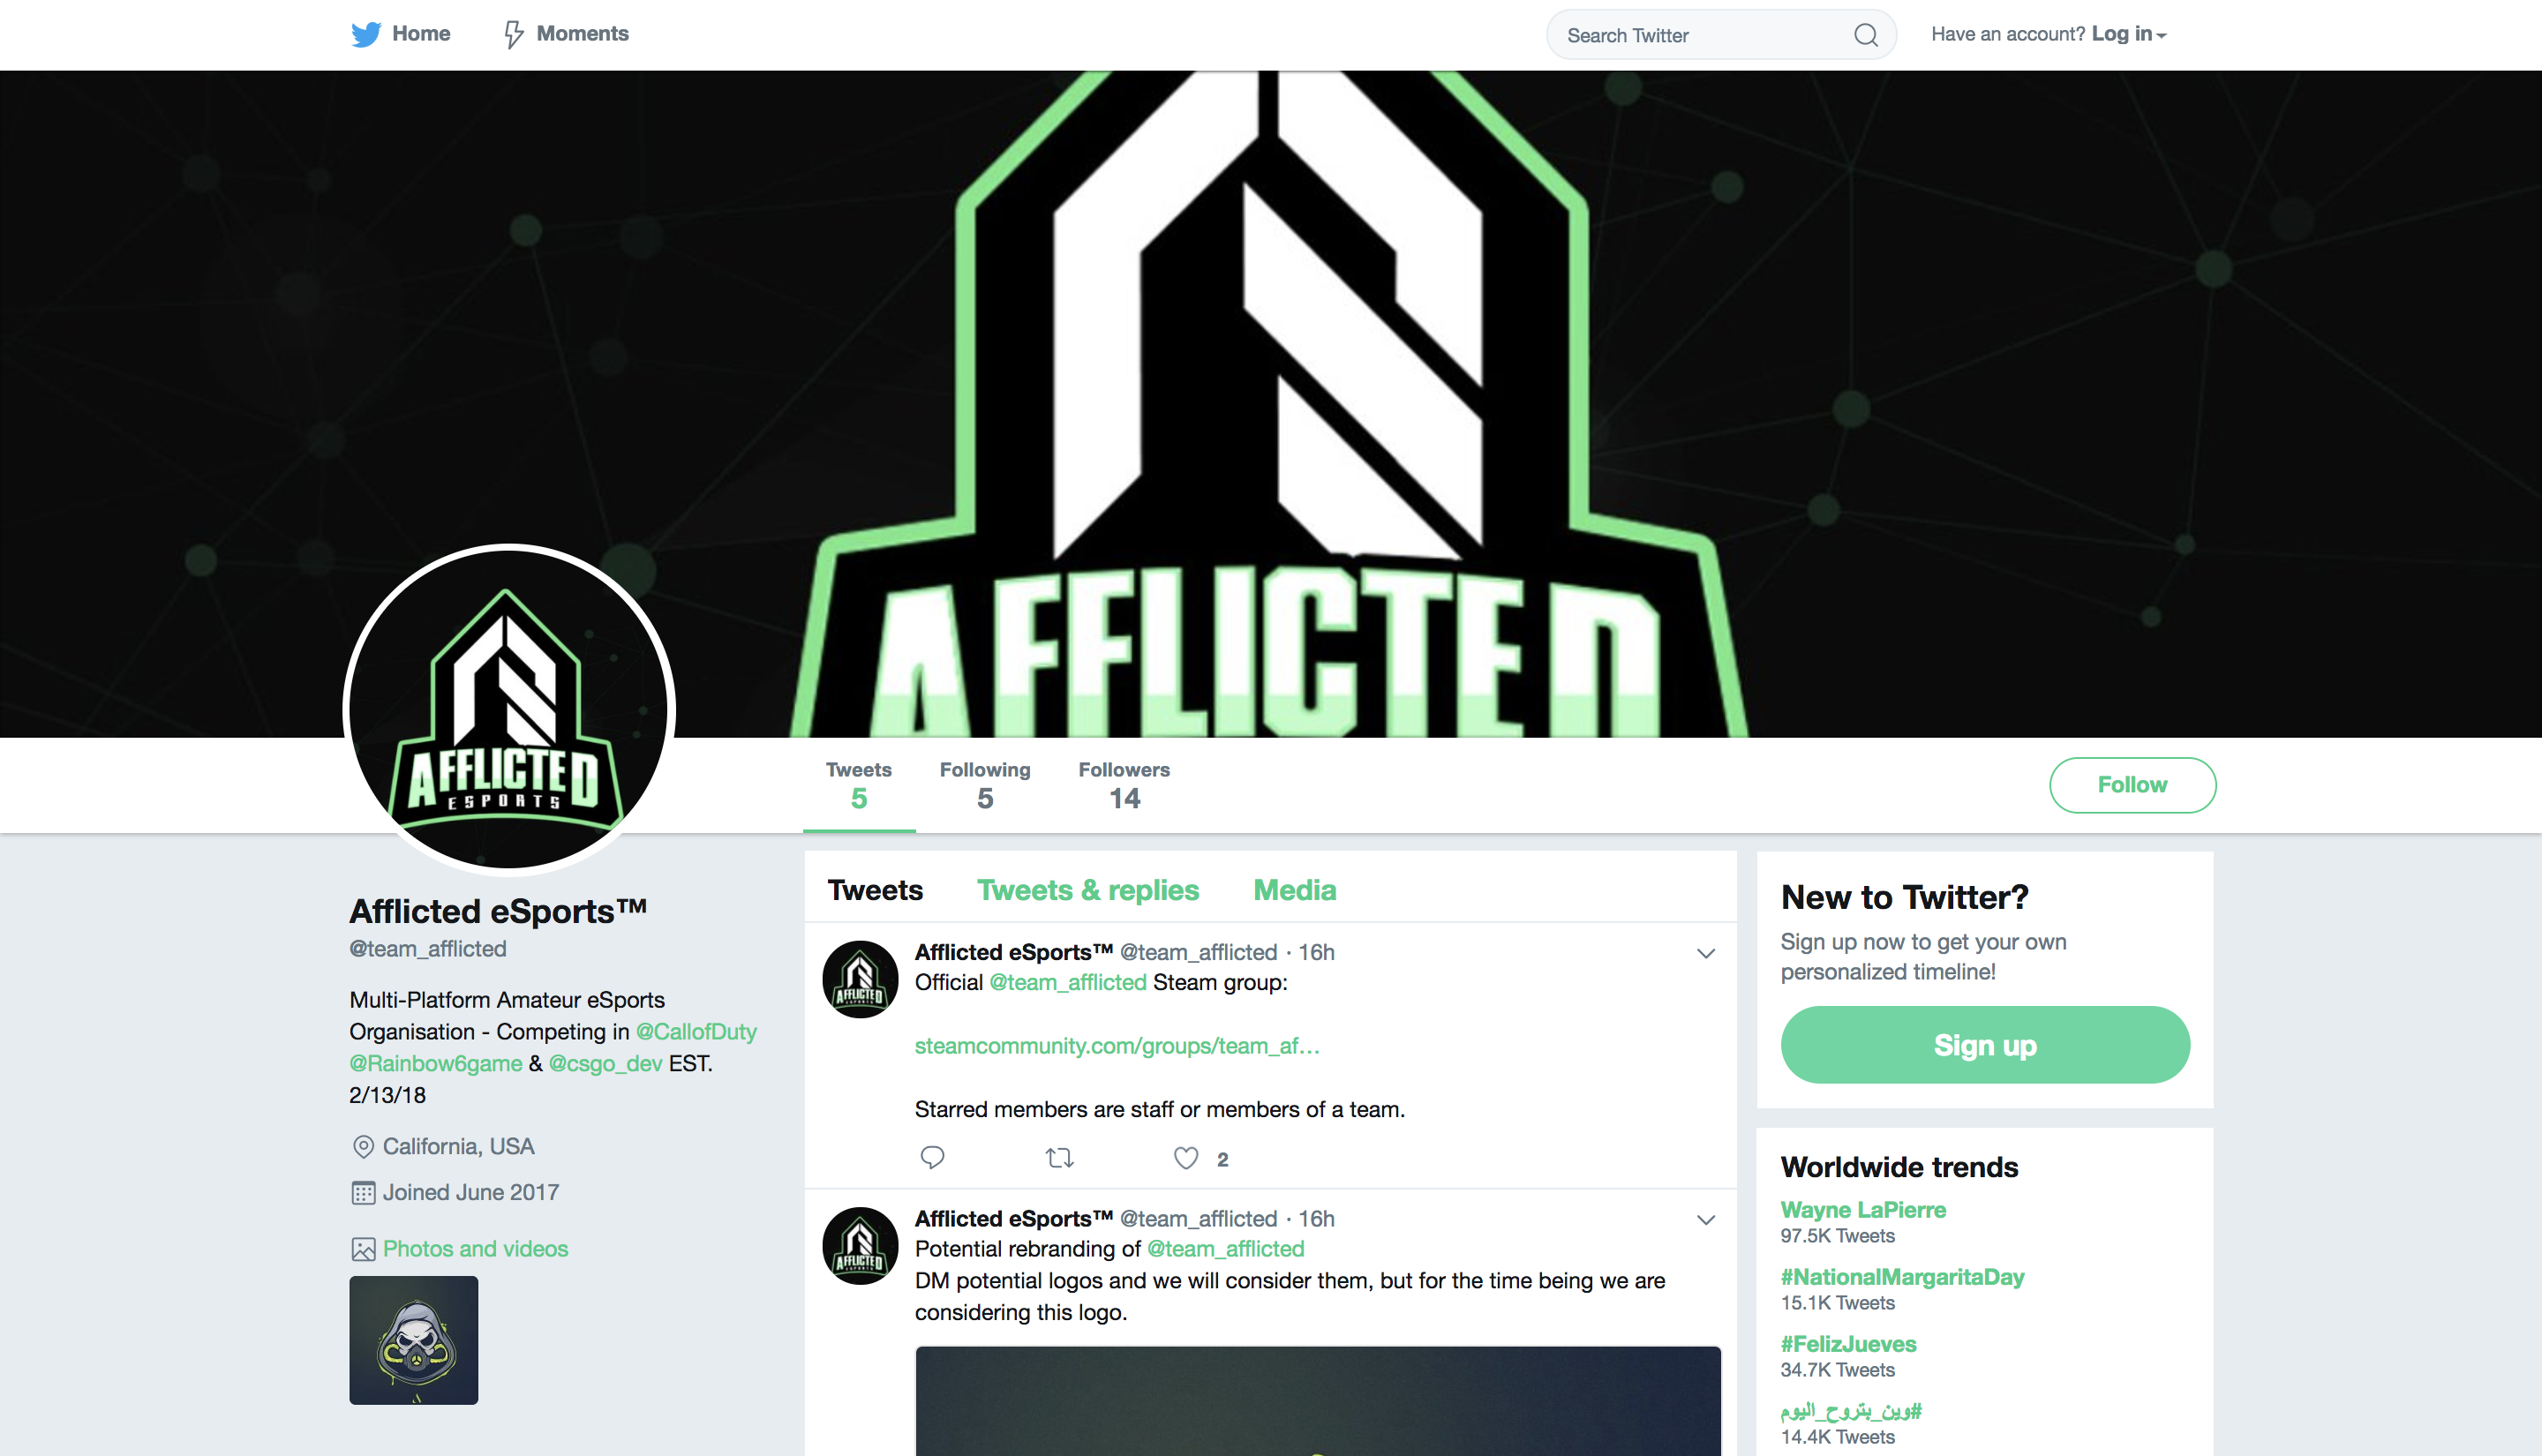 Home
Moments
Search Twitter
Have an account? Log in
AFFLICTED
AFFLICTED
ESPORTS
Tweets
5
Following
5
Followers
14
Follow
Afflicted eSports™
@team_afflicted
Multi-Platform Amateur eSports
Organisation - Competing in @CallofDuty
@Rainbow6game & @csgo_dev EST.
2/13/18
California, USA
Joined June 2017
Photos and videos
Tweets
Tweets & replies
Media
AFFLICTED
Afflicted eSports™ @team_afflicted · 16h
Official @team_afflicted Steam group:
steamcommunity.com/groups/team_af…
Starred members are staff or members of a team.
2
AFFLICTED
Afflicted eSports™ @team_afflicted · 16h
Potential rebranding of @team_afflicted
DM potential logos and we will consider them, but for the time being we are
considering this logo.
New to Twitter?
Sign up now to get your own
personalized timeline!
Sign up
Worldwide trends
Wayne LaPierre
97.5K Tweets
#NationalMargaritaDay
15.1K Tweets
#FelizJueves
34.7K Tweets
#وين_بتروح_اليوم
14.4K Tweets